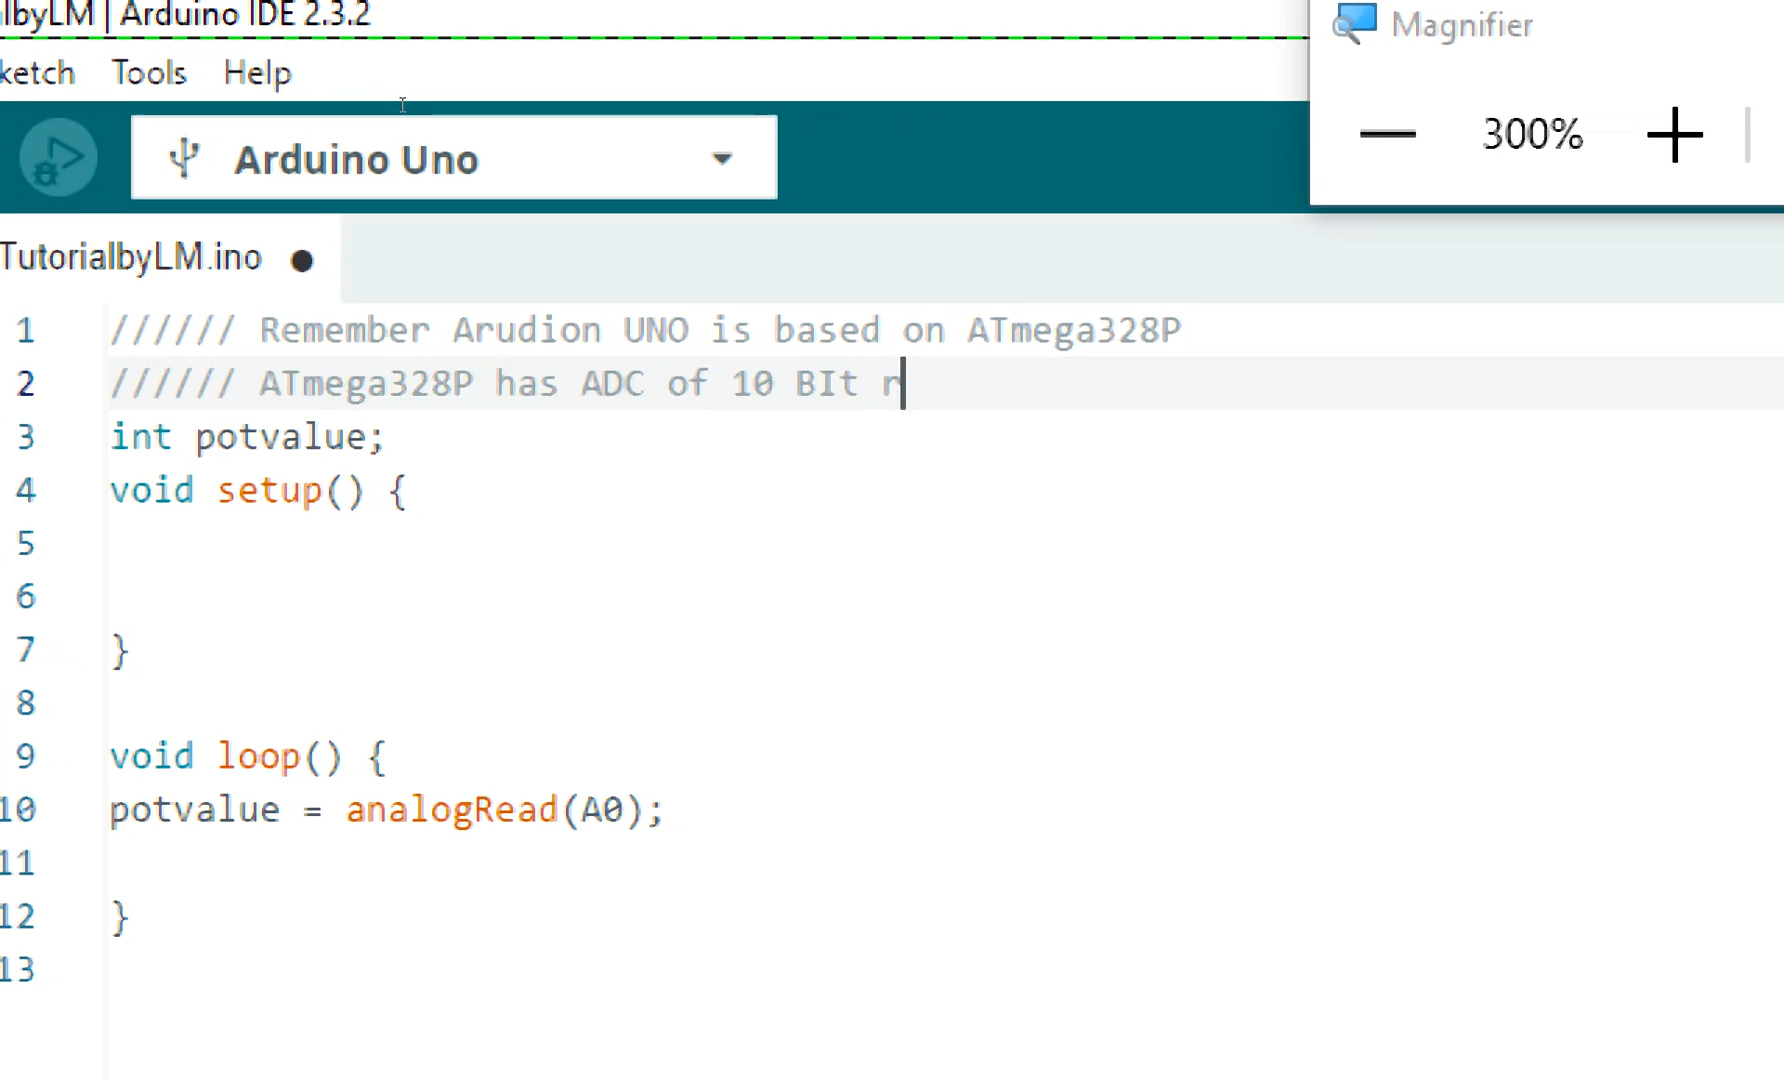 lbyLM | Arduino IDE 2.3.2
Magnifier
ketch Tools Help
300%
Arduino Uno
TutorialbyLM.ino
1 ////// Remember Arudion UNO is based on ATmega328P
2 ////// ATmega328P has ADC of 10 BIt r
3 int potvalue;
4 void setup() {
5
6
7 }
8
9 void loop() {
10 potvalue = analogRead(A0);
11
12 }
13